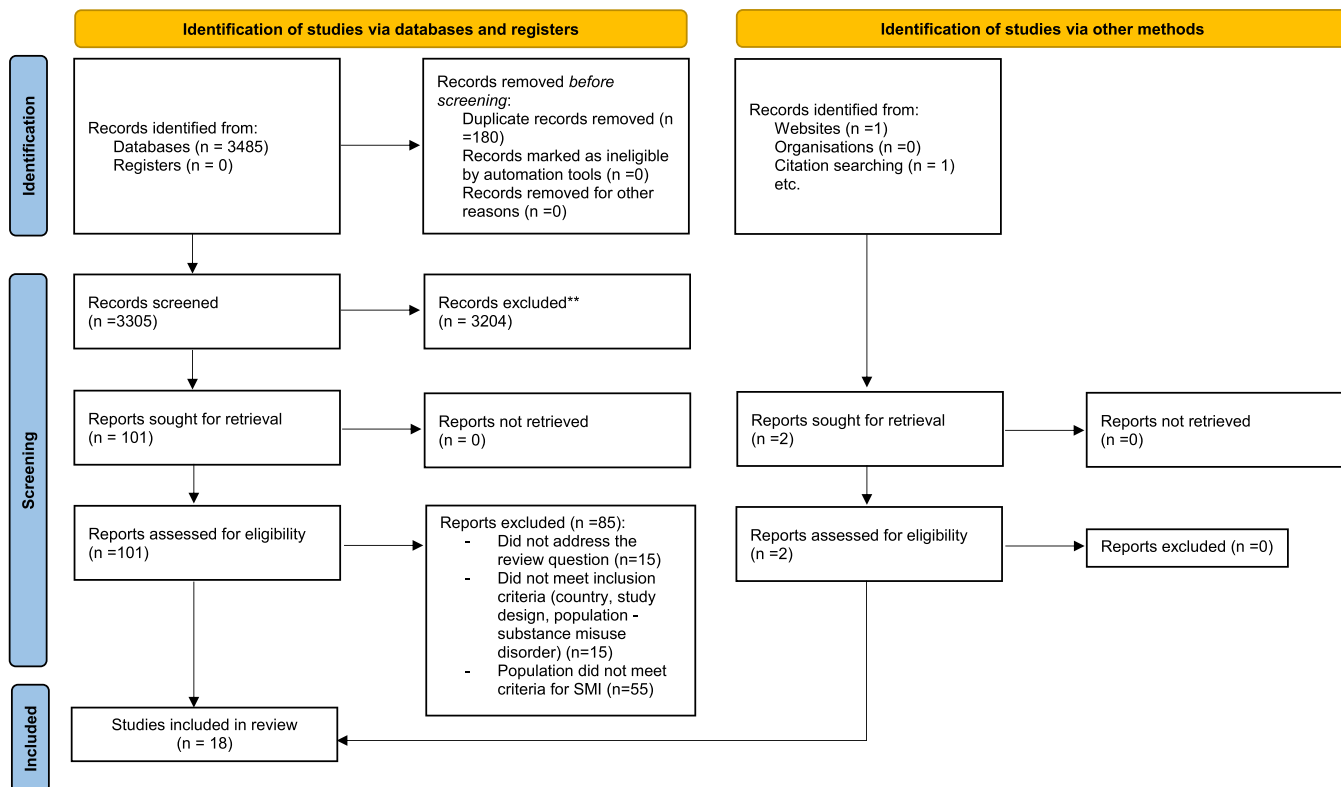 Identification of studies via databases and registers
Identification of studies via other methods
Identification
Records identified from:
Databases (n = 3485)
Registers (n = 0)
Records removed before
screening:
Duplicate records removed (n
=180)
Records marked as ineligible
by automation tools (n =0)
Records removed for other
reasons (n =0)
Records identified from:
Websites (n =1)
Organisations (n =0)
Citation searching (n = 1)
etc.
Screening
Records screened
(n =3305)
Records excluded**
(n = 3204)
Reports sought for retrieval
(n = 101)
Reports not retrieved
(n = 0)
Reports sought for retrieval
(n =2)
Reports not retrieved
(n =0)
Reports assessed for eligibility
(n =101)
Reports excluded (n =85):
- Did not address the
review question (n=15)
- Did not meet inclusion
criteria (country, study
design, population -
substance misuse
disorder) (n=15)
- Population did not meet
criteria for SMI (n=55)
Reports assessed for eligibility
(n =2)
Reports excluded (n =0)
Included
Studies included in review
(n = 18)